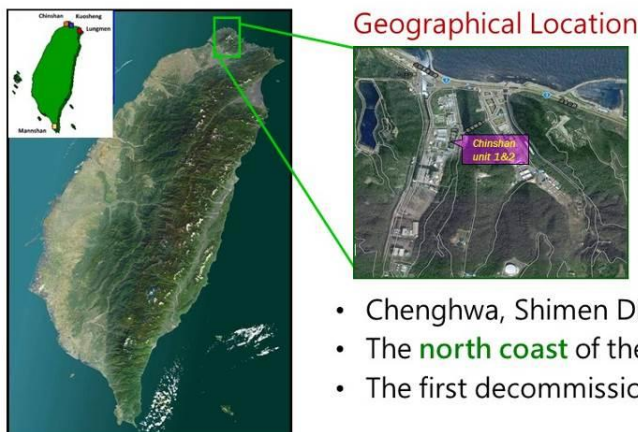 Geographical Location
Chinshan Kuosheng
Lungmen
Mannshan
Chinshan
unit 1&2
• Chenghwa, Shimen D
• The north coast of the
• The first decommissio